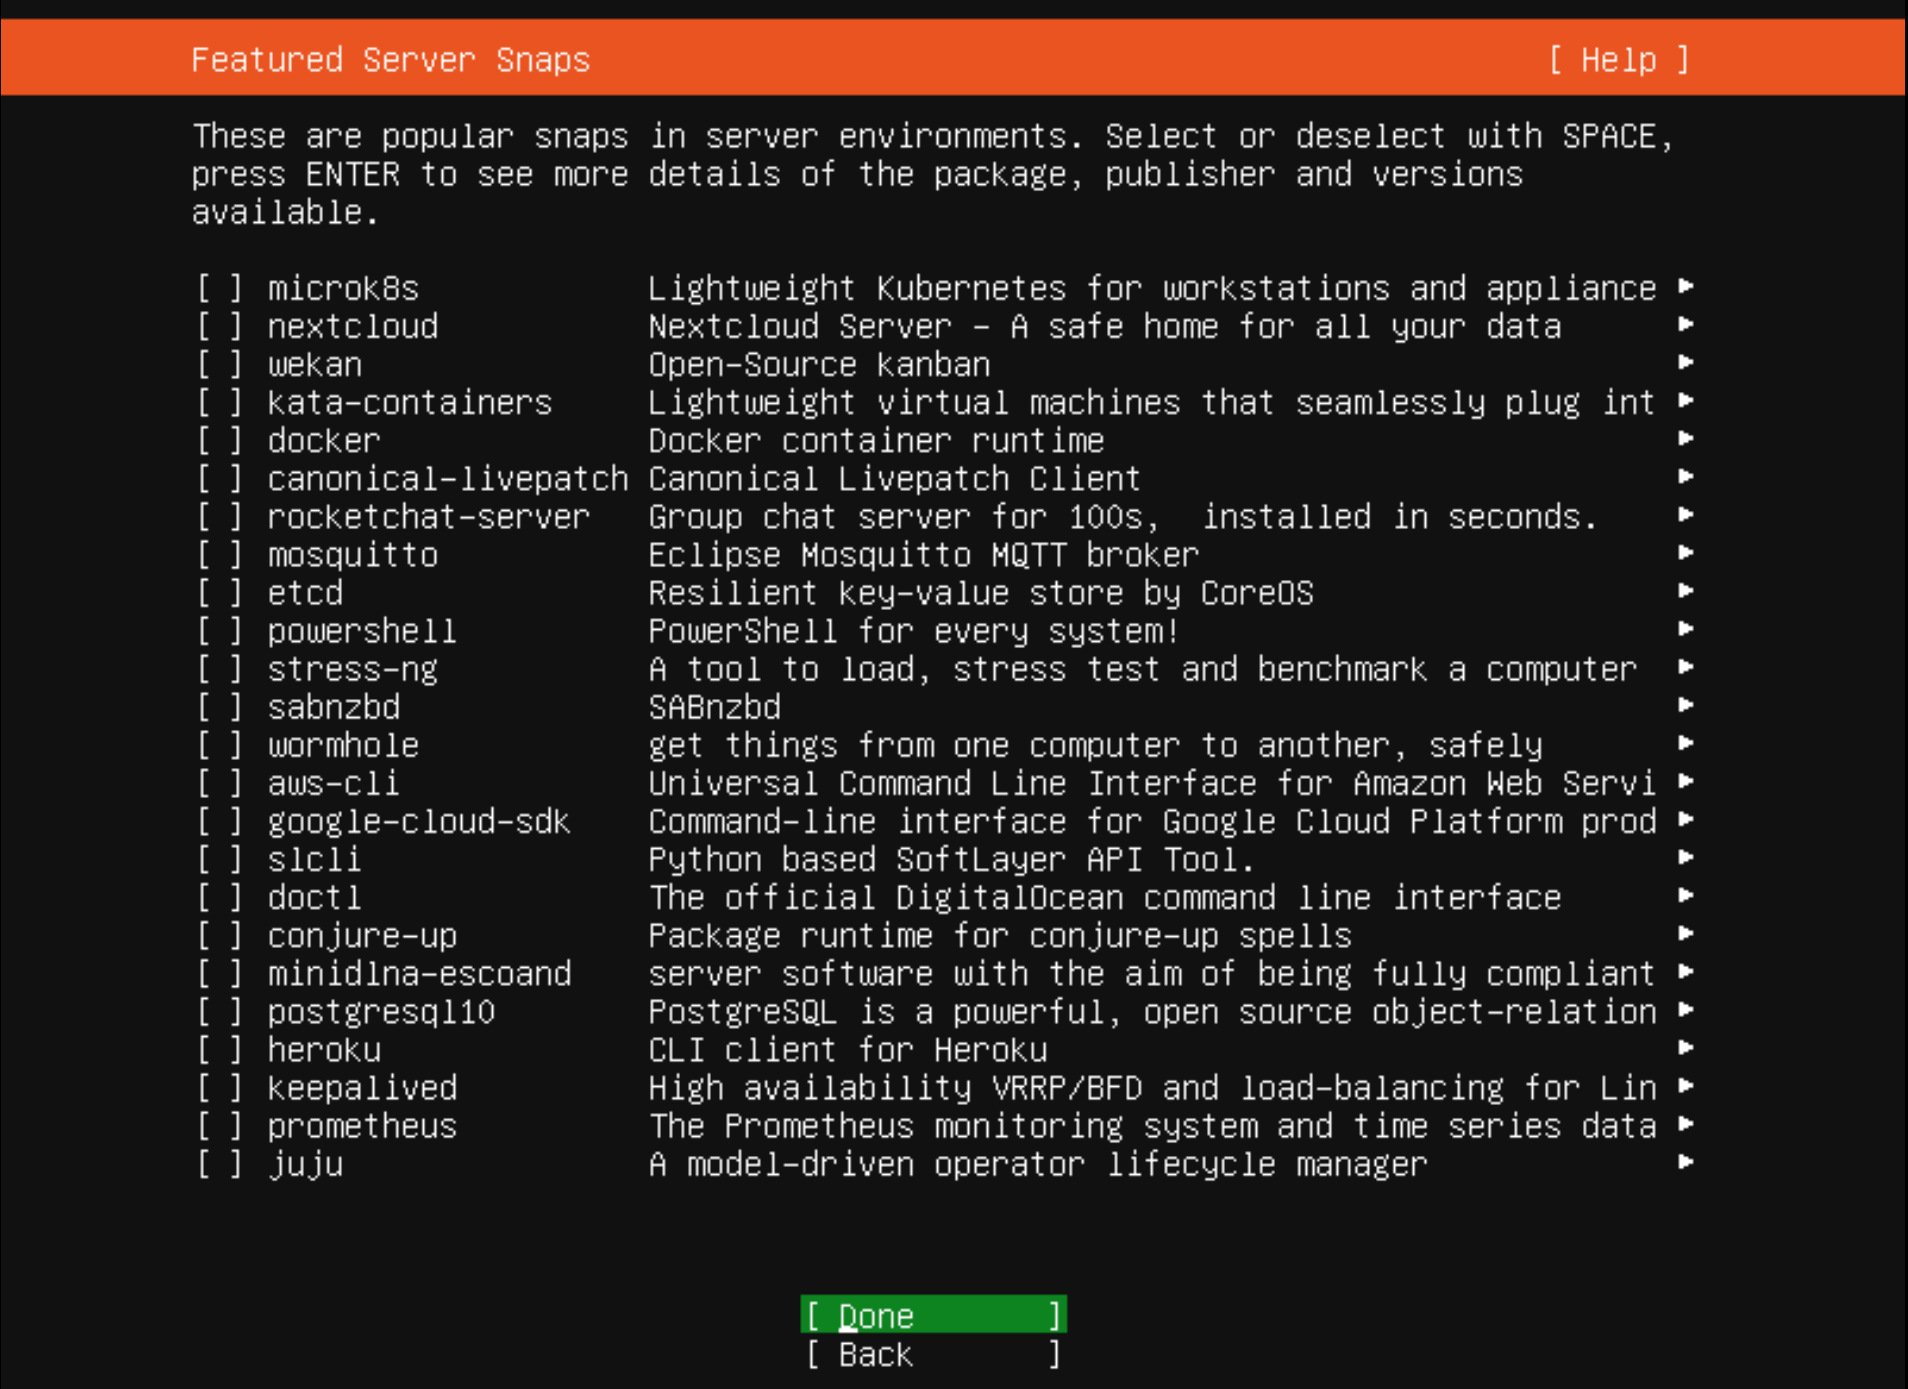 Featured Server Snaps [ Help ]
These are popular snaps in server environments. Select or deselect with SPACE,
press ENTER to see more details of the package, publisher and versions
available.
[ ] microk8s Lightweight Kubernetes for workstations and appliance ▸
[ ] nextcloud Nextcloud Server – A safe home for all your data ▸
[ ] wekan Open–Source kanban ▸
[ ] kata–containers Lightweight virtual machines that seamlessly plug int ▸
[ ] docker Docker container runtime ▸
[ ] canonical–livepatch Canonical Livepatch Client ▸
[ ] rocketchat–server Group chat server for 100s,  installed in seconds. ▸
[ ] mosquitto Eclipse Mosquitto MQTT broker ▸
[ ] etcd Resilient key–value store by CoreOS ▸
[ ] powershell PowerShell for every system! ▸
[ ] stress–ng A tool to load, stress test and benchmark a computer ▸
[ ] sabnzbd SABnzbd ▸
[ ] wormhole get things from one computer to another, safely ▸
[ ] aws–cli Universal Command Line Interface for Amazon Web Servi ▸
[ ] google–cloud–sdk Command–line interface for Google Cloud Platform prod ▸
[ ] slcli Python based SoftLayer API Tool. ▸
[ ] doctl The official DigitalOcean command line interface ▸
[ ] conjure–up Package runtime for conjure–up spells ▸
[ ] minidlna–escoand server software with the aim of being fully compliant ▸
[ ] postgresql10 PostgreSQL is a powerful, open source object–relation ▸
[ ] heroku CLI client for Heroku ▸
[ ] keepalived High availability VRRP/BFD and load–balancing for Lin ▸
[ ] prometheus The Prometheus monitoring system and time series data ▸
[ ] juju A model–driven operator lifecycle manager ▸
[ Done ]
[ Back ]